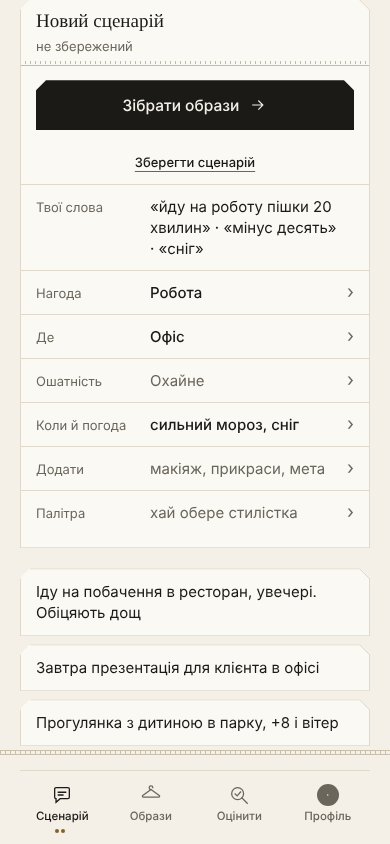 Новий сценарій
не збережений
Зібрати образи →
Зберегти сценарій
Твої слова
«йду на роботу пішки 20
хвилин» · «мінус десять»
· «сніг»
Нагода Робота
Де Офіс
Ошатність Охайне
Коли й погода сильний мороз, сніг
Додати макіяж, прикраси, мета
Палітра хай обере стилістка
Іду на побачення в ресторан, увечері.
Обіцяють дощ
Завтра презентація для клієнта в офісі
Прогулянка з дитиною в парку, +8 і вітер
Сценарій Образи Оцінити Профіль